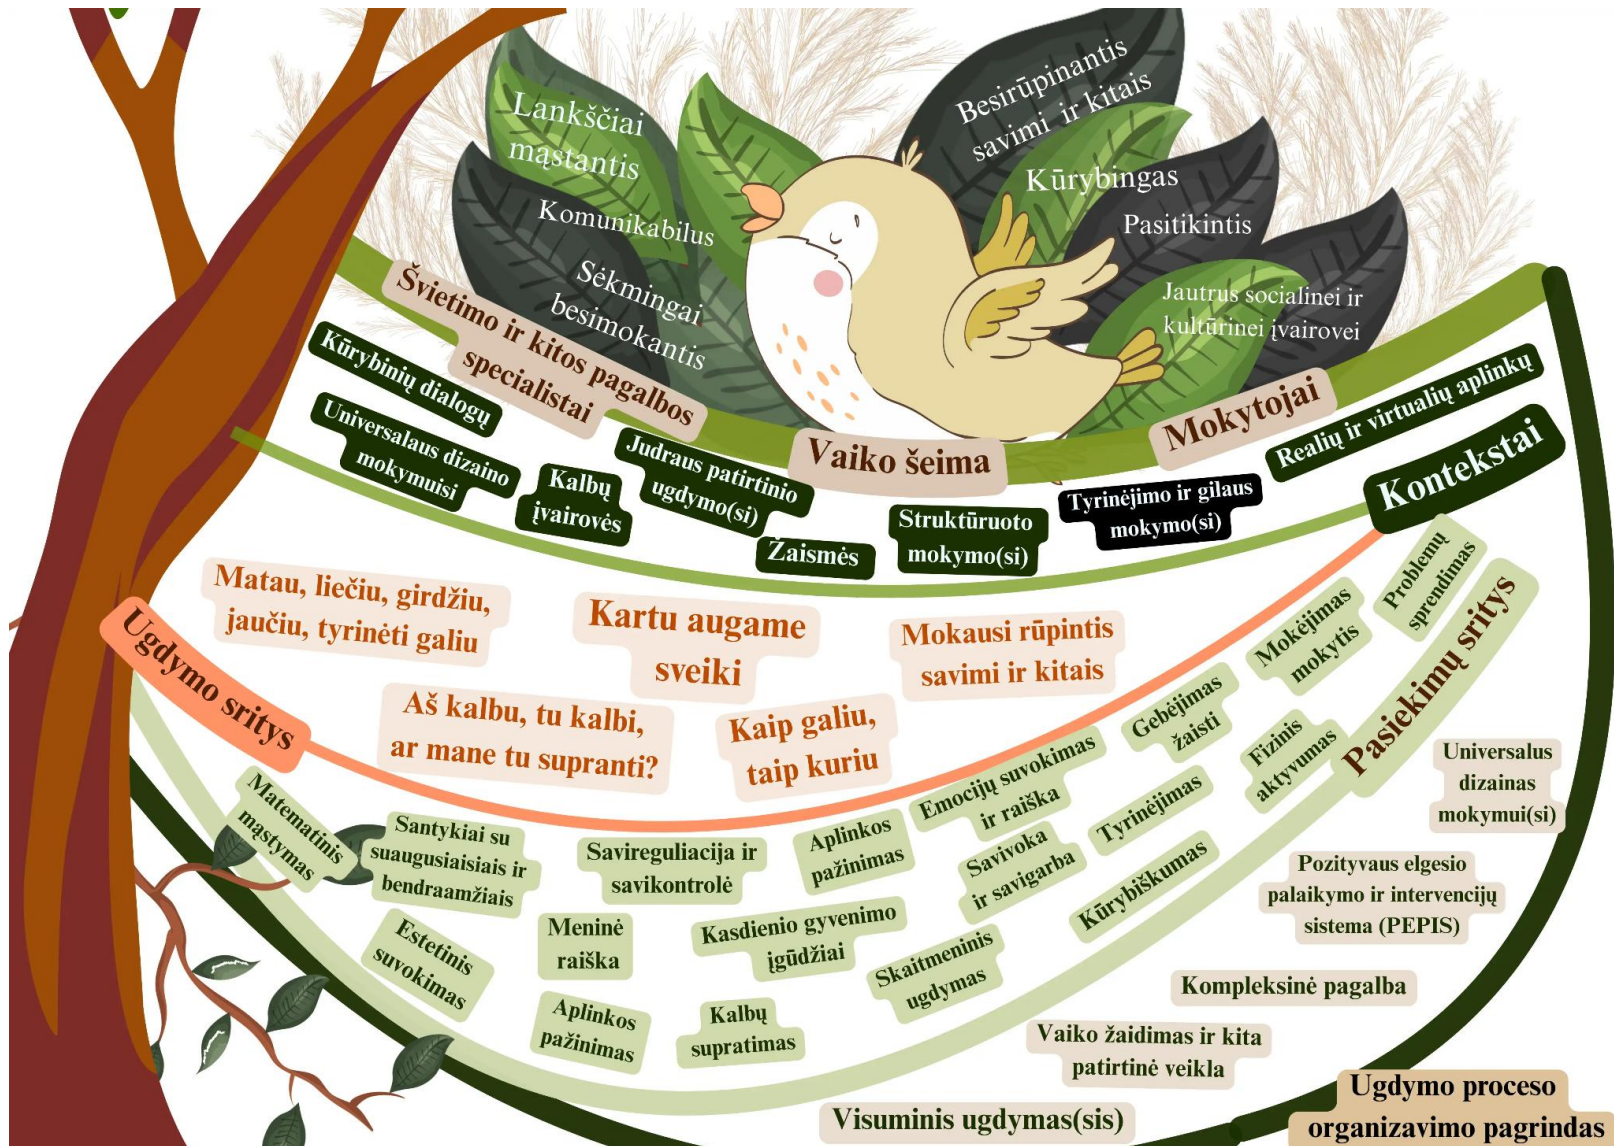 Lanksčiai
mąstantis
Komunikabilus
Sėkmingai
besimokantis
Besirūpinantis
savimi ir kitais
Kūrybingas
Pasitikintis
Jautrus socialinei ir
kultūrinei įvairovei
Švietimo ir kitos pagalbos
specialistai
Vaiko šeima
Mokytojai
Kūrybinių dialogų
Universalaus dizaino
mokymuisi
Kalbų
įvairovės
Judraus patirtinio
ugdymo(si)
Žaismės
Struktūruoto
mokymo(si)
Tyrinėjimo ir gilaus
mokymo(si)
Realių ir virtualių aplinkų
Kontekstai
Matau, liečiu, girdžiu,
jaučiu, tyrinėti galiu
Kartu augame
sveiki
Mokausi rūpintis
savimi ir kitais
Aš kalbu, tu kalbi,
ar mane tu supranti?
Kaip galiu,
taip kuriu
Ugdymo sritys
Problemų
sprendimas
Mokėjimas
mokytis
Gebėjimas
žaisti
Fizinis
aktyvumas
Pasiekimų sritys
Matematinis
mąstymas
Santykiai su
suaugusiaisiais ir
bendraamžiais
Savireguliacija ir
savikontrolė
Aplinkos
pažinimas
Emocijų suvokimas
ir raiška
Savivoka
ir savigarba
Tyrinėjimas
Kūrybiškumas
Estetinis
suvokimas
Meninė
raiška
Kasdienio gyvenimo
įgūdžiai
Skaitmeninis
ugdymas
Aplinkos
pažinimas
Kalbų
supratimas
Universalus
dizainas
mokymui(si)
Pozityvaus elgesio
palaikymo ir intervencijų
sistema (PEPIS)
Kompleksinė pagalba
Vaiko žaidimas ir kita
patirtinė veikla
Visuminis ugdymas(sis)
Ugdymo proceso
organizavimo pagrindas